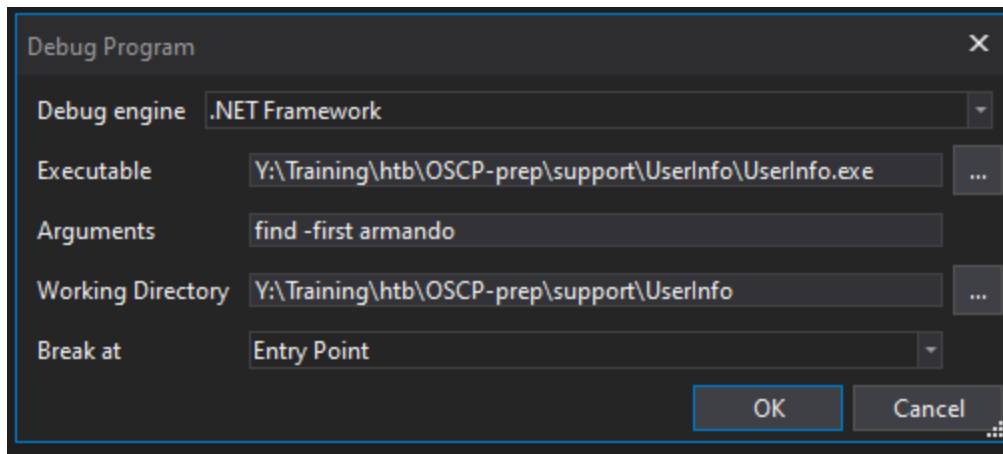 Debug Program
Debug engine .NET Framework
Executable Y:\Training\htb\OSCP-prep\support\UserInfo\UserInfo.exe ...
Arguments find -first armando
Working Directory Y:\Training\htb\OSCP-prep\support\UserInfo ...
Break at Entry Point
OK Cancel